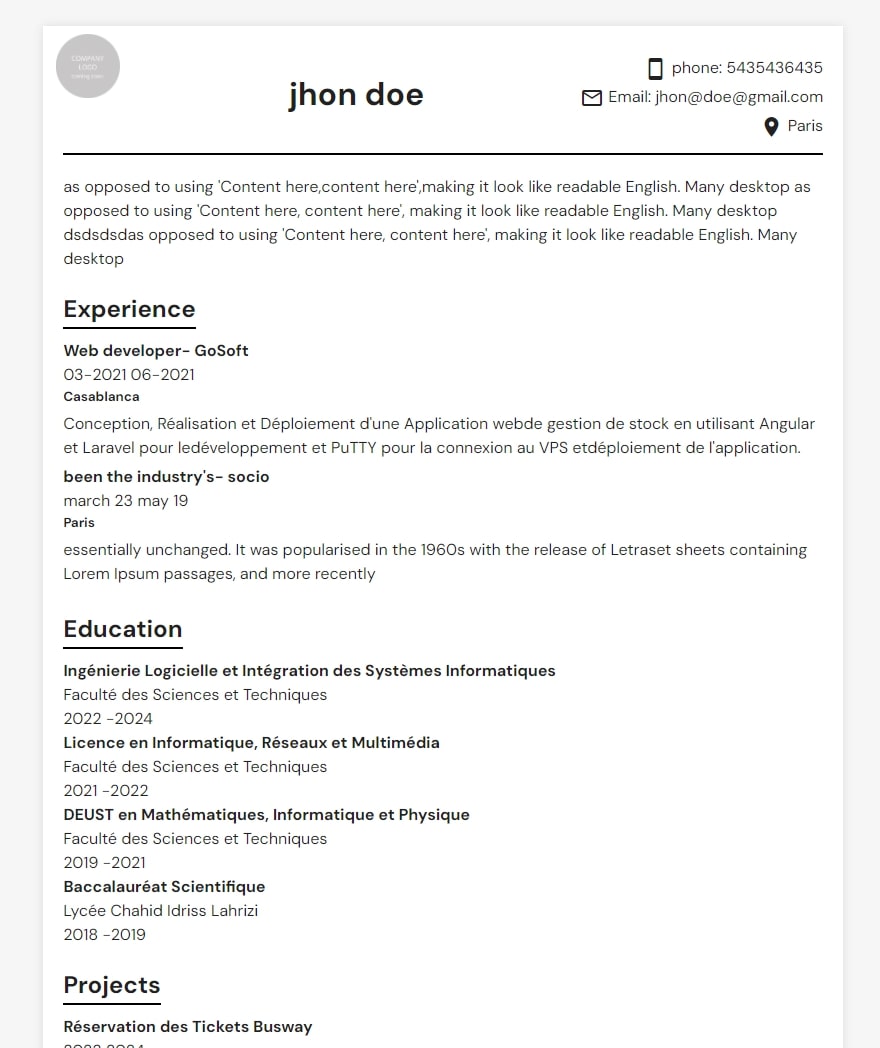 COMPANY
LOGO
jhon doe
phone: 5435436435
Email: jhon@doe@gmail.com
Paris
as opposed to using 'Content here,content here',making it look like readable English. Many desktop as
opposed to using 'Content here, content here', making it look like readable English. Many desktop
dsdsdsdas opposed to using 'Content here, content here', making it look like readable English. Many
desktop
Experience
Web developer- GoSoft
03-2021 06-2021
Casablanca
Conception, Réalisation et Déploiement d'une Application webde gestion de stock en utilisant Angular
et Laravel pour ledéveloppement et PuTTY pour la connexion au VPS etdéploiement de l'application.
been the industry's- socio
march 23 may 19
Paris
essentially unchanged. It was popularised in the 1960s with the release of Letraset sheets containing
Lorem Ipsum passages, and more recently
Education
Ingénierie Logicielle et Intégration des Systèmes Informatiques
Faculté des Sciences et Techniques
2022 -2024
Licence en Informatique, Réseaux et Multimédia
Faculté des Sciences et Techniques
2021 -2022
DEUST en Mathématiques, Informatique et Physique
Faculté des Sciences et Techniques
2019 -2021
Baccalauréat Scientifique
Lycée Chahid Idriss Lahrizi
2018 -2019
Projects
Réservation des Tickets Busway